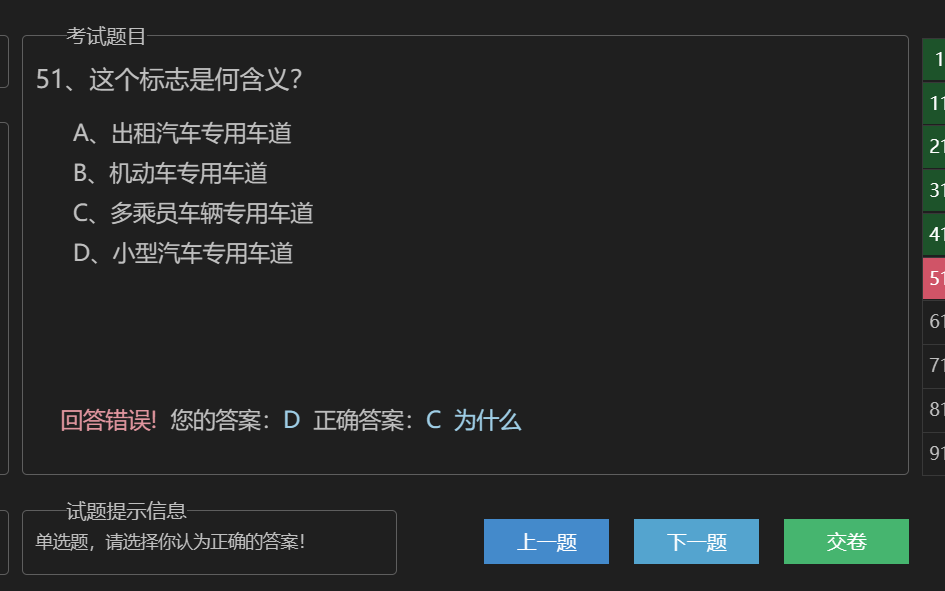 考试题目
51、这个标志是何含义?
A、出租汽车专用车道
B、机动车专用车道
C、多乘员车辆专用车道
D、小型汽车专用车道
回答错误! 您的答案：D 正确答案：C 为什么
试题提示信息
单选题，请选择你认为正确的答案!
上一题
下一题
交卷
1
11
21
31
41
51
61
71
81
91